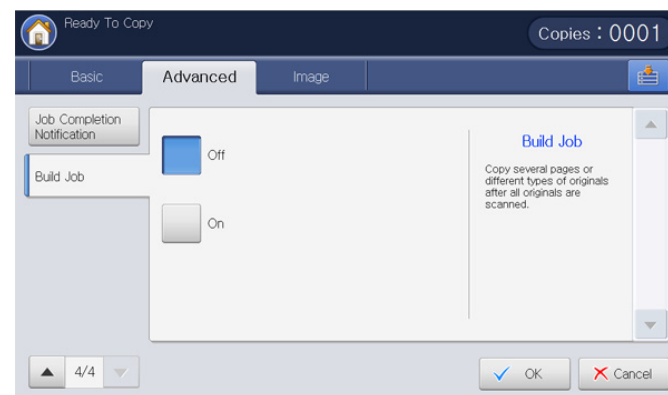 Ready To Copy
Copies : 0001
Basic
Advanced
Image
Job Completion
Notification
Build Job
Off
On
Build Job
Copy several pages or
different types of originals
after all originals are
scanned.
4/4
OK
Cancel